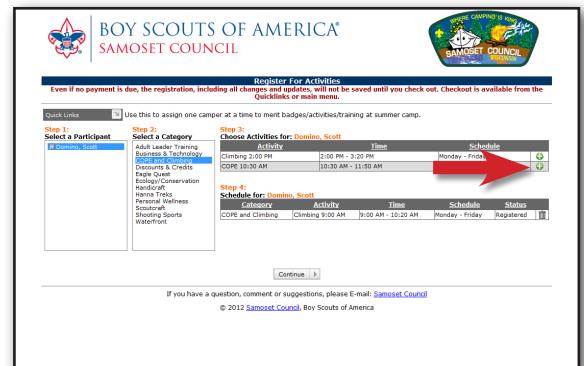 BOY SCOUTS OF AMERICA®
SAMOSET COUNCIL
WHERE CAMPING IS KING
SAMOSET COUNCIL
WISCONSIN
Register For Activities
Even if no payment is due, the registration, including all changes and updates, will not be saved until you check out. Checkout is available from the
Quicklinks or main menu.
Quick Links
Use this to assign one camper at a time to merit badges/activities/training at summer camp.
Step 1:
Select a Participant
Domino, Scott
Step 2:
Select a Category
Adult Leader Training
Business & Technology
COPE and Climbing
Discounts & Credits
Eagle Quest
Ecology/Conservation
Handicraft
Hanna Treks
Personal Wellness
Scoutcraft
Shooting Sports
Waterfront
Step 3:
Choose Activities for: Domino, Scott
Activity Time Schedule
Climbing 2:00 PM 2:00 PM - 3:20 PM Monday - Friday
COPE 10:30 AM 10:30 AM - 11:50 AM
Step 4:
Schedule for: Domino, Scott
Category Activity Time Schedule Status
COPE and Climbing Climbing 9:00 AM 9:00 AM - 10:20 AM Monday - Friday Registered
Continue
If you have a question, comment or suggestions, please E-mail: Samoset Council
© 2012 Samoset Council, Boy Scouts of America